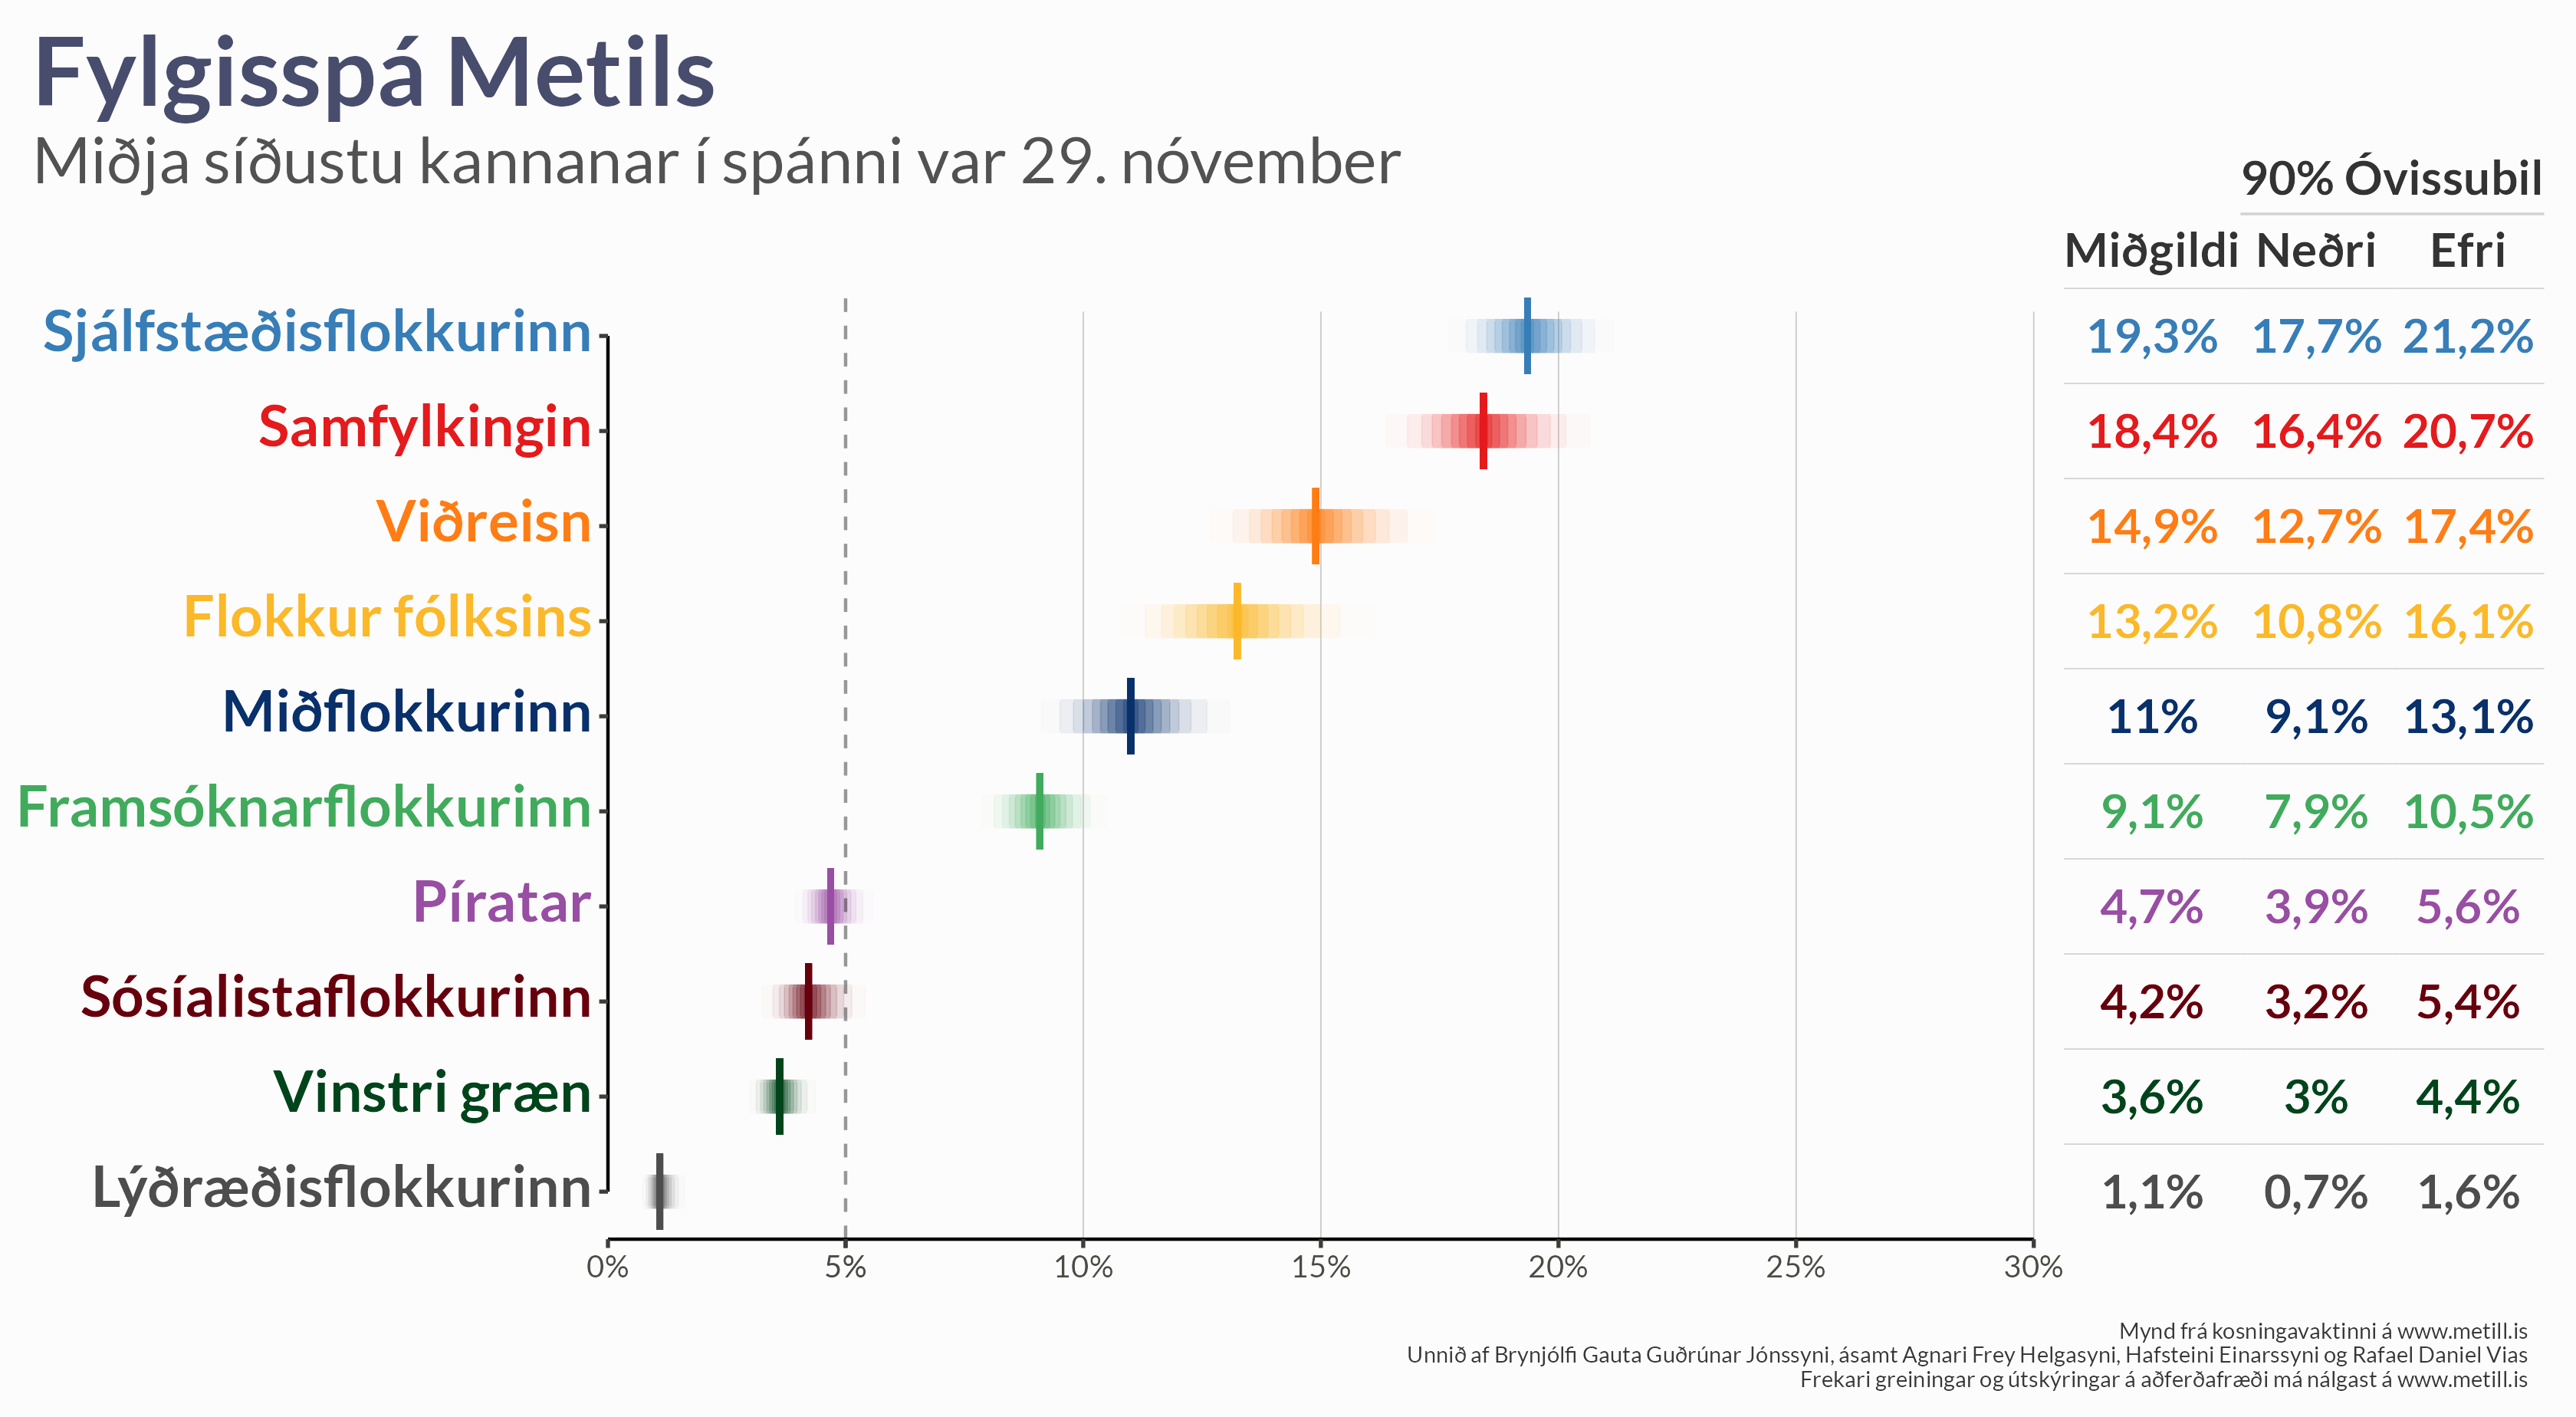 Fylgisspá Metils
Miðja síðustu kannanar í spánni var 29. nóvember
90% Óvissubil
Miðgildi Neðri Efri
Sjálfstæðisflokkurinn 19,3% 17,7% 21,2%
Samfylkingin 18,4% 16,4% 20,7%
Viðreisn 14,9% 12,7% 17,4%
Flokkur fólksins 13,2% 10,8% 16,1%
Miðflokkurinn 11% 9,1% 13,1%
Framsóknarflokkurinn 9,1% 7,9% 10,5%
Píratar 4,7% 3,9% 5,6%
Sósíalistaflokkurinn 4,2% 3,2% 5,4%
Vinstri græn 3,6% 3% 4,4%
Lýðræðisflokkurinn 1,1% 0,7% 1,6%
0% 5% 10% 15% 20% 25% 30%
Mynd frá kosningavaktinni á www.metill.is
Unnið af Brynjólfi Gauta Guðrúnar Jónssyni, ásamt Agnari Frey Helgasyni, Hafsteini Einarssyni og Rafael Daniel Vias
Frekari greiningar og útskýringar á aðferðafræði má nálgast á www.metill.is